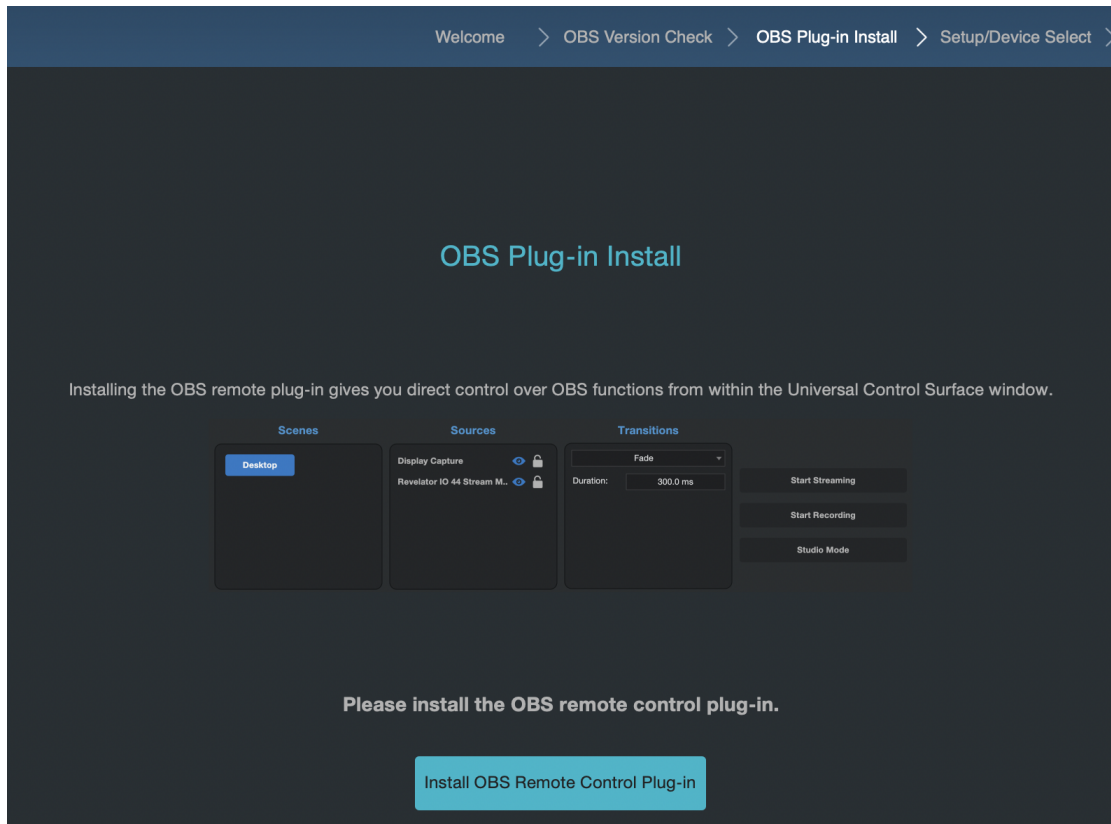 Welcome > OBS Version Check > OBS Plug-in Install > Setup/Device Select >
OBS Plug-in Install
Installing the OBS remote plug-in gives you direct control over OBS functions from within the Universal Control Surface window.
Scenes Sources Transitions
Desktop
Display Capture
Revelator IO 44 Stream M..
Fade
Duration: 300.0 ms
Start Streaming
Start Recording
Studio Mode
Please install the OBS remote control plug-in.
Install OBS Remote Control Plug-in